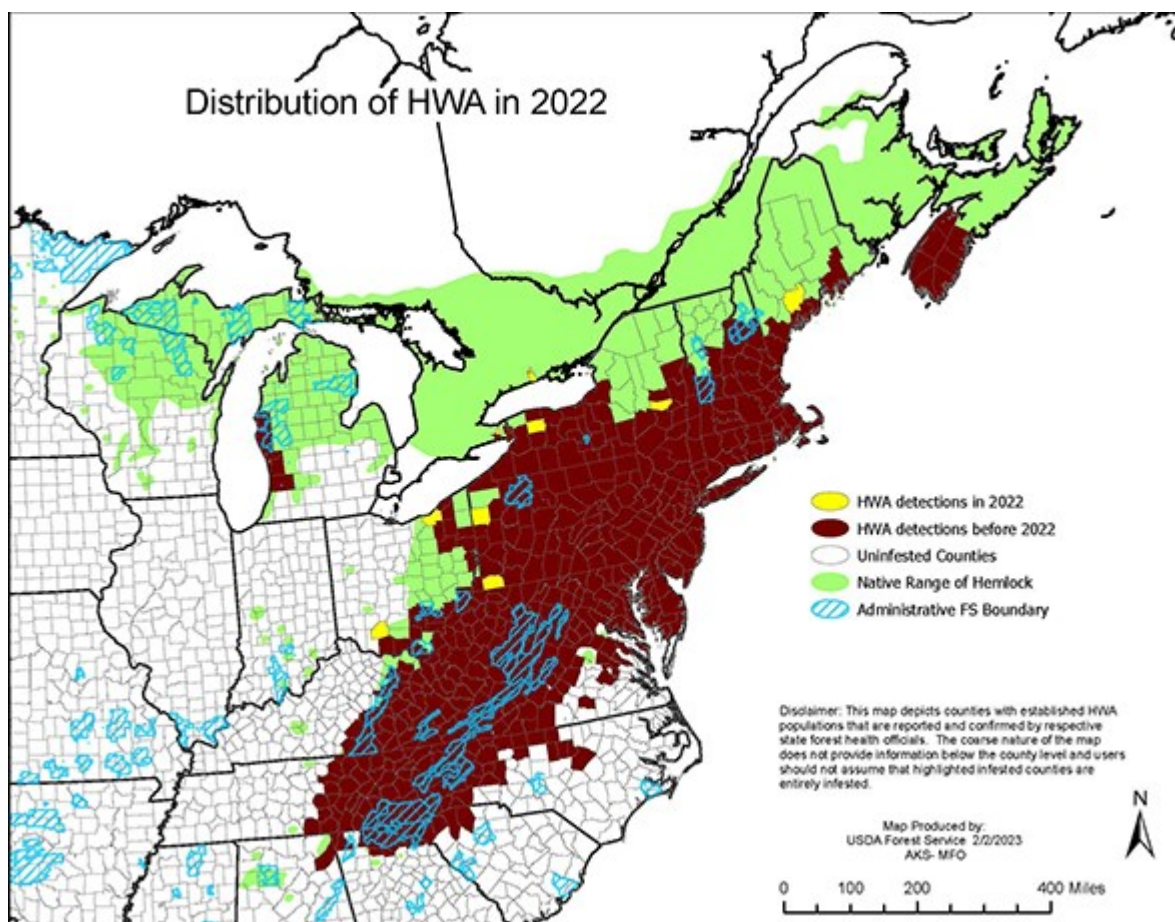 Distribution of HWA in 2022
HWA detections in 2022
HWA detections before 2022
Uninfested Counties
Native Range of Hemlock
Administrative FS Boundary
Disclaimer: This map depicts counties with established HWA
populations that are reported and confirmed by respective
state forest health officials. The coarse nature of the map
does not provide information below the county level and users
should not assume that highlighted infested counties are
entirely infested.
Map Produced by:
USDA Forest Service 2/2/2023
AKS- MFO
N
0 100 200 400 Miles